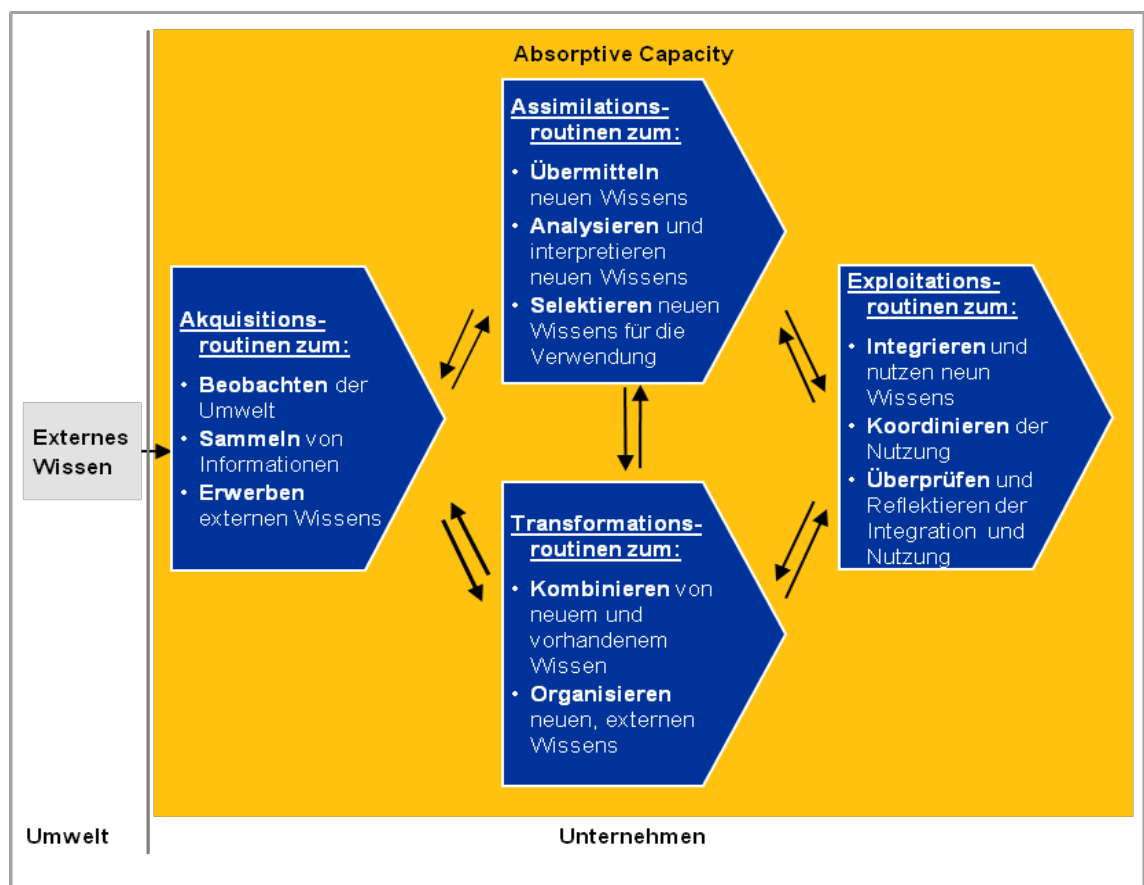 Absorptive Capacity
Externes
Wissen
Akquisitions-
routinen zum:
• Beobachten der
Umwelt
• Sammeln von
Informationen
• Erwerben
externen Wissens
Assimilations-
routinen zum:
• Übermitteln
neuen Wissens
• Analysieren und
interpretieren
neuen Wissens
• Selektieren neuen
Wissens für die
Verwendung
Transformations-
routinen zum:
• Kombinieren von
neuem und
vorhandenem
Wissen
• Organisieren
neuen, externen
Wissens
Exploitations-
routinen zum:
• Integrieren und
nutzen neun
Wissens
• Koordinieren der
Nutzung
• Überprüfen und
Reflektieren der
Integration und
Nutzung
Umwelt
Unternehmen